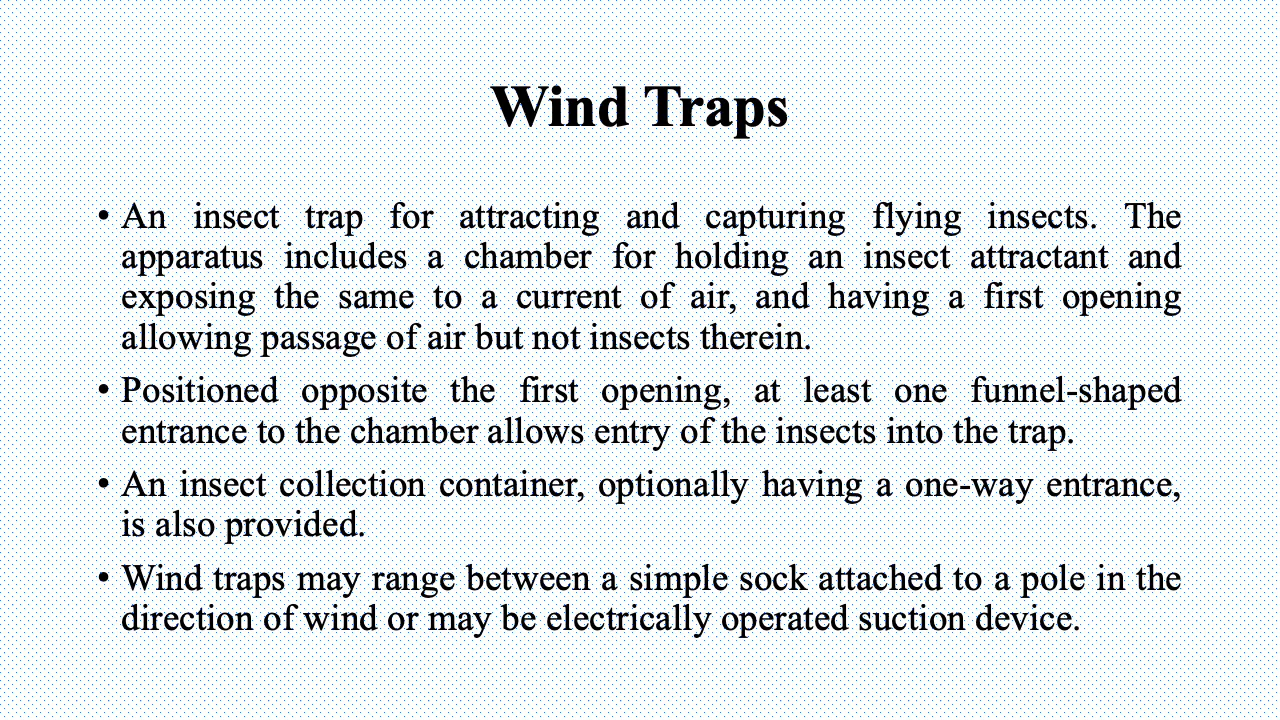 Wind Traps
• An insect trap for attracting and capturing flying insects. The
apparatus includes a chamber for holding an insect attractant and
exposing the same to a current of air, and having a first opening
allowing passage of air but not insects therein.
• Positioned opposite the first opening, at least one funnel-shaped
entrance to the chamber allows entry of the insects into the trap.
• An insect collection container, optionally having a one-way entrance,
is also provided.
• Wind traps may range between a simple sock attached to a pole in the
direction of wind or may be electrically operated suction device.